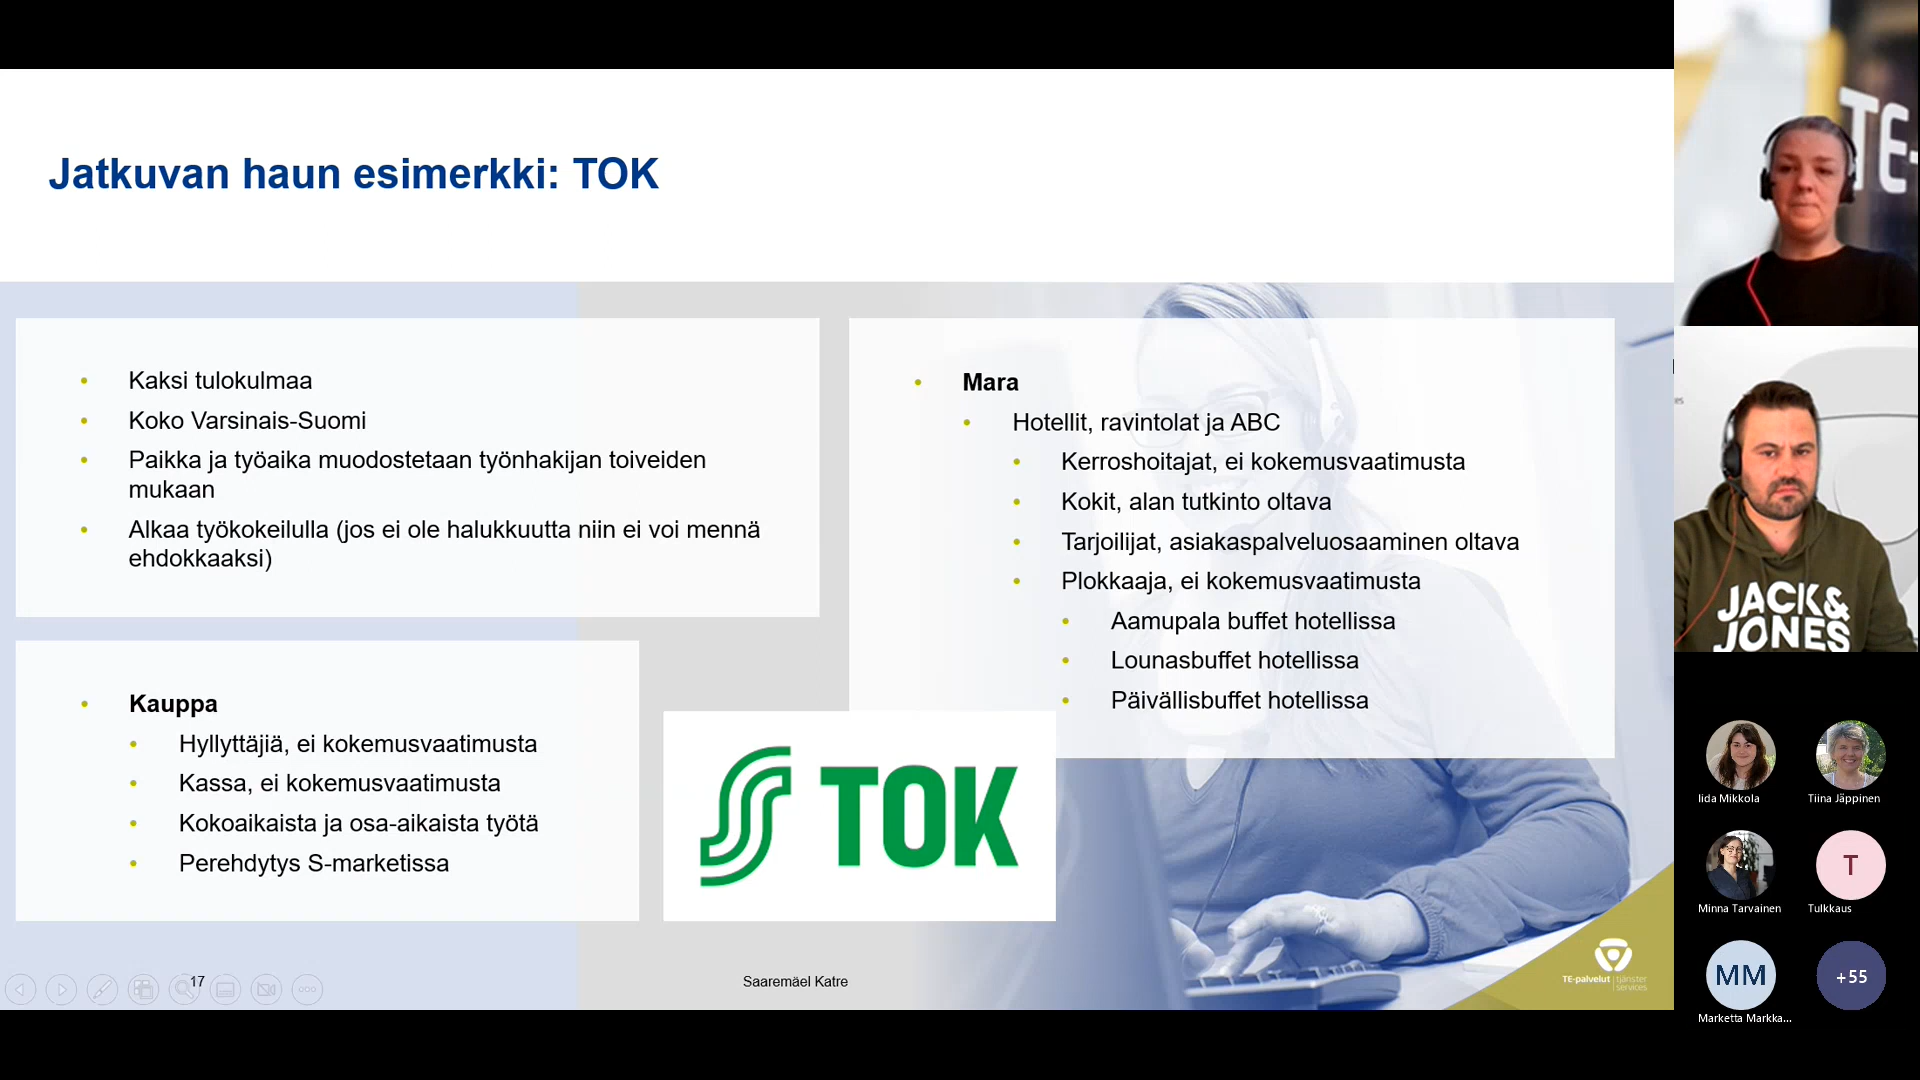 Jatkuvan haun esimerkki: TOK
Kaksi tulokulmaa
Koko Varsinais-Suomi
Paikka ja työaika muodostetaan työnhakijan toiveiden
mukaan
Alkaa työkokeilulla (jos ei ole halukkuutta niin ei voi mennä
ehdokkaaksi)
Kauppa
Hyllyttäjiä, ei kokemusvaatimusta
Kassa, ei kokemusvaatimusta
Kokoaikaista ja osa-aikaista työtä
Perehdytys S-marketissa
Mara
Hotellit, ravintolat ja ABC
Kerroshoitajat, ei kokemusvaatimusta
Kokit, alan tutkinto oltava
Tarjoilijat, asiakaspalveluosaaminen oltava
Plokkaaja, ei kokemusvaatimusta
Aamupala buffet hotellissa
Lounasbuffet hotellissa
Päivällisbuffet hotellissa
TOK
17
Saaremäel Katre
TE-palvelut tjänster
services
TE-
JACK&
JONES
Iida Mikkola
Tiina Jäppinen
Minna Tarvainen
T
Tulkkaus
MM
Marketta Markka...
+55